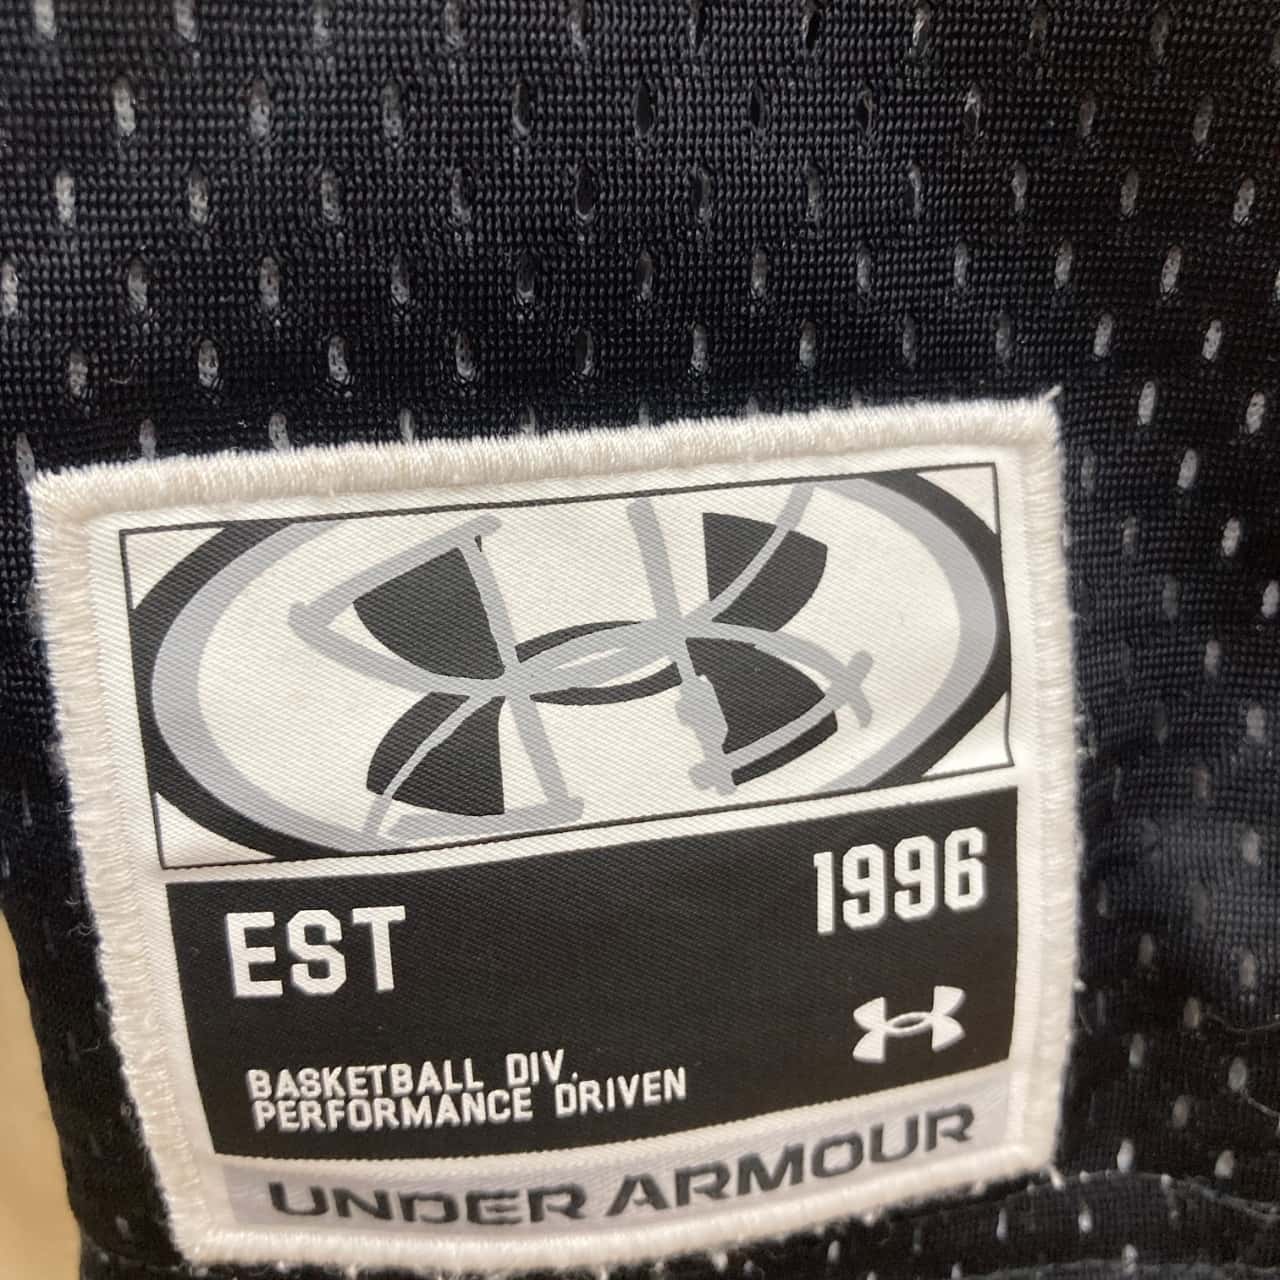 EST 1996
BASKETBALL DIV.
PERFORMANCE DRIVEN
UNDER ARMOUR